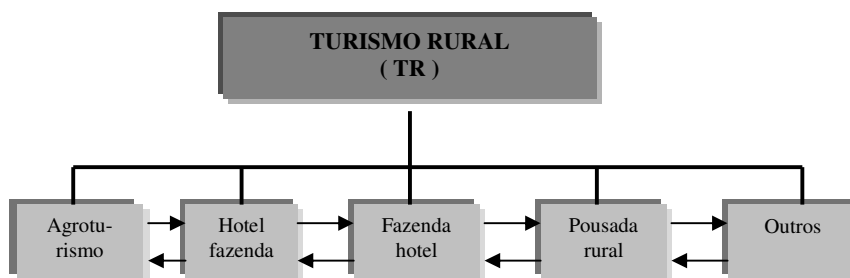 TURISMO RURAL
( TR )
Agrotu-
rismo
Hotel
fazenda
Fazenda
hotel
Pousada
rural
Outros